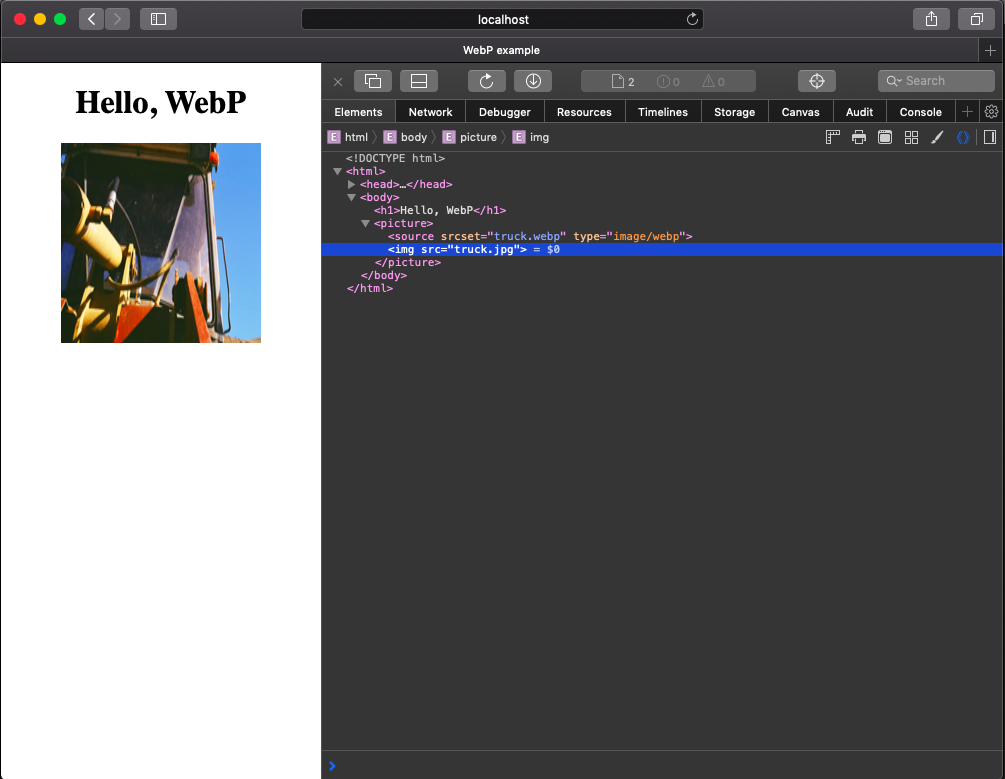 localhost
WebP example
Hello, WebP
2 0 0 Search
Elements Network Debugger Resources Timelines Storage Canvas Audit Console
E html E body E picture E img
<!DOCTYPE html>
<html>
<head>…</head>
<body>
<h1>Hello, WebP</h1>
<picture>
<source srcset="truck.webp" type="image/webp">
<img src="truck.jpg"> = $0
</picture>
</body>
</html>